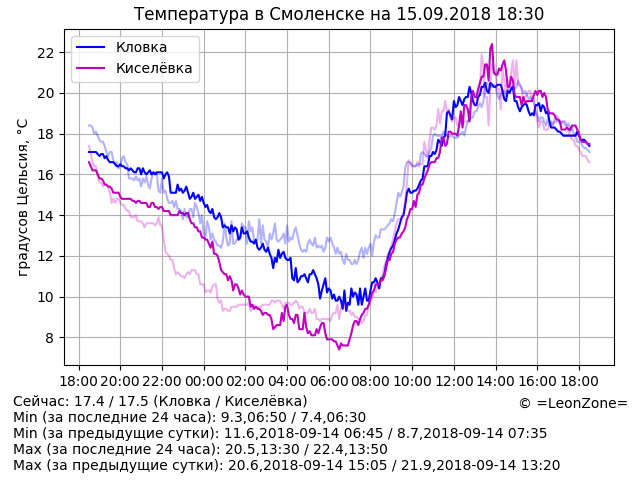 Температура в Смоленске на 15.09.2018 18:30
Кловка
Киселёвка
градусов Цельсия, °C
22
20
18
16
14
12
10
8
18:00 20:00 22:00 00:00 02:00 04:00 06:00 08:00 10:00 12:00 14:00 16:00 18:00
Сейчас: 17.4 / 17.5 (Кловка / Киселёвка)
© =LeonZone=
Min (за последние 24 часа): 9.3,06:50 / 7.4,06:30
Min (за предыдущие сутки): 11.6,2018-09-14 06:45 / 8.7,2018-09-14 07:35
Max (за последние 24 часа): 20.5,13:30 / 22.4,13:50
Max (за предыдущие сутки): 20.6,2018-09-14 15:05 / 21.9,2018-09-14 13:20